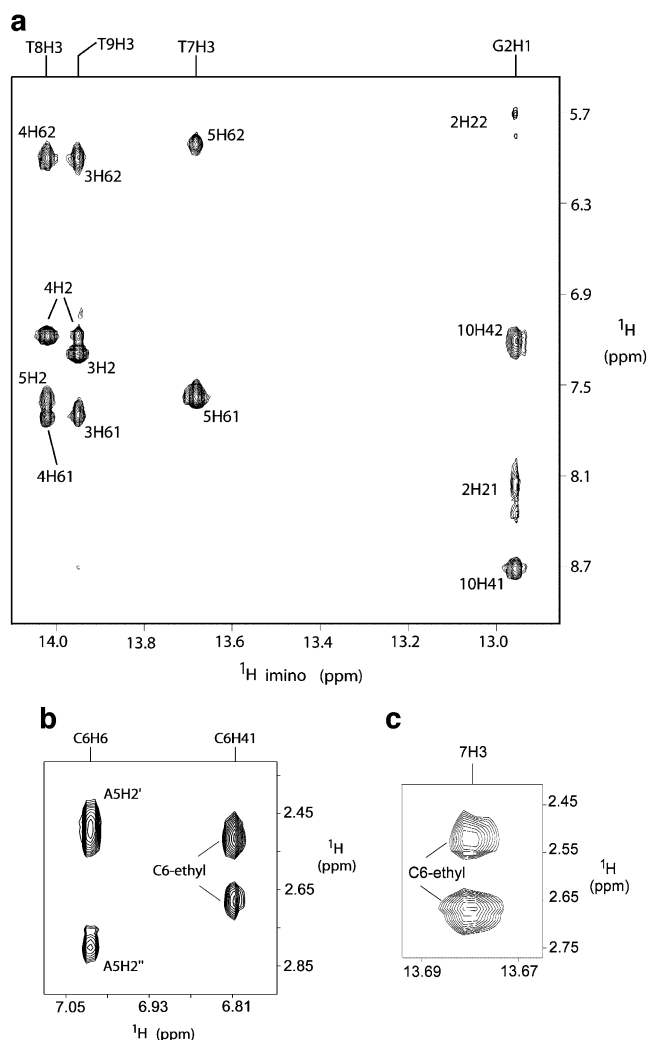 a
T8H3 T9H3 T7H3 G2H1
4H62 3H62 5H62 2H22 5.7
6.3
6.9
4H2 10H42 ¹H
(ppm)
3H2
5H2 7.5
3H61 5H61
4H61 2H21 8.1
10H41 8.7
14.0 13.8 13.6 13.4 13.2 13.0
¹H imino (ppm)
b
C6H6 C6H41
A5H2'
2.45
¹H
(ppm)
C6-ethyl
2.65
A5H2"
2.85
7.05 6.93 6.81
¹H (ppm)
c
7H3
2.45
2.55
C6-ethyl
¹H
(ppm)
2.65
2.75
13.69 13.67